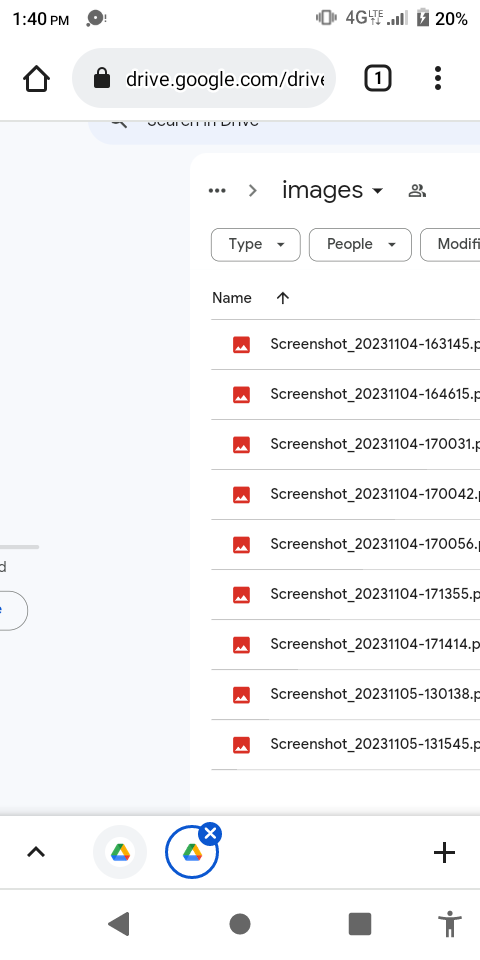 1:40 PM 4G LTE 20%
drive.google.com/drive
1
Search in Drive
images
Type People Modifi
Name
Screenshot_20231104-163145.p
Screenshot_20231104-164615.p
Screenshot_20231104-170031.p
Screenshot_20231104-170042.p
Screenshot_20231104-170056.p
Screenshot_20231104-171355.p
Screenshot_20231104-171414.p
Screenshot_20231105-130138.p
Screenshot_20231105-131545.p
d
e